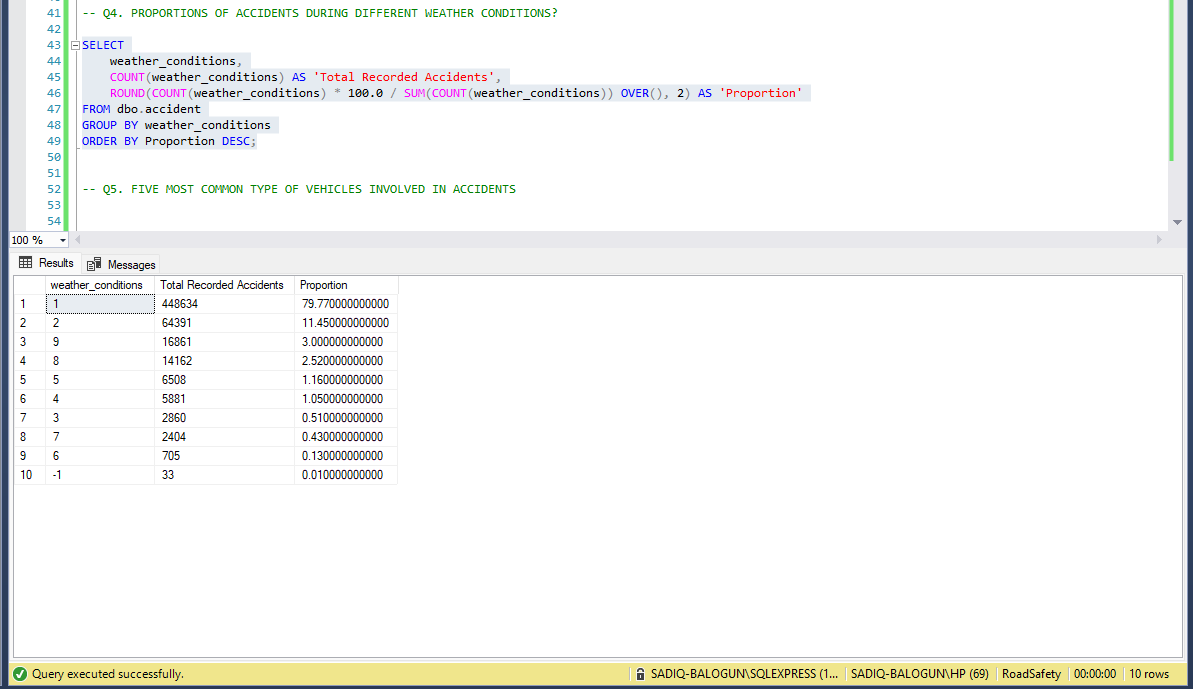 41 -- Q4. PROPORTIONS OF ACCIDENTS DURING DIFFERENT WEATHER CONDITIONS?
42
43 SELECT
44 weather_conditions,
45 COUNT(weather_conditions) AS 'Total Recorded Accidents',
46 ROUND(COUNT(weather_conditions) * 100.0 / SUM(COUNT(weather_conditions)) OVER(), 2) AS 'Proportion'
47 FROM dbo.accident
48 GROUP BY weather_conditions
49 ORDER BY Proportion DESC;
50
51
52 -- Q5. FIVE MOST COMMON TYPE OF VEHICLES INVOLVED IN ACCIDENTS
53
54
100 %
Results Messages
weather_conditions Total Recorded Accidents Proportion
1 1 448634 79.770000000000
2 2 64391 11.450000000000
3 9 16861 3.000000000000
4 8 14162 2.520000000000
5 5 6508 1.160000000000
6 4 5881 1.050000000000
7 3 2860 0.510000000000
8 7 2404 0.430000000000
9 6 705 0.130000000000
10 -1 33 0.010000000000
Query executed successfully. SADIQ-BALOGUN\SQLEXPRESS (1... SADIQ-BALOGUN\HP (69) RoadSafety 00:00:00 10 rows